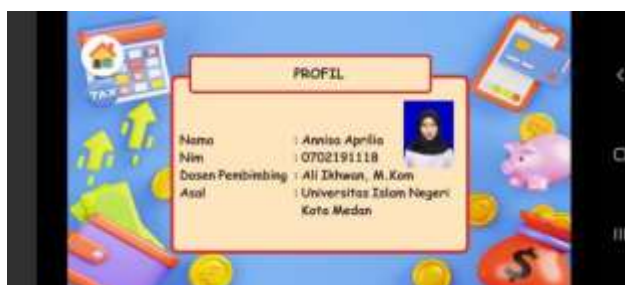 PROFIL
Nama : Annisa Aprilia
Nim : 0702191118
Dosen Pembimbing : Ali Ikhwan, M.Kom
Asal : Universitas Islam Negeri
Kota Medan
TAX
$